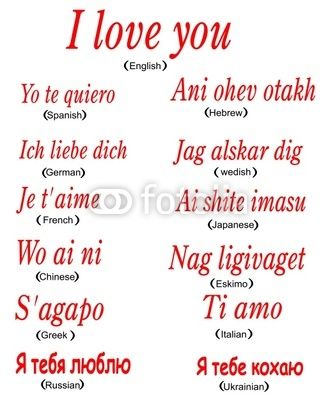 I love you
(English)
Yo te quiero
(Spanish)
Ani ohev otakh
(Hebrew)
Ich liebe dich
(German)
Jag alskar dig
( wedish)
Je t'aime
( French)
Ai shite imasu
(Japanese)
Wo ai ni
(Chinese)
Nag ligivaget
(Eskimo)
S'agapo
(Greek )
Ti amo
(Italian)
Я тебя люблю
(Russian)
Я тебе кохаю
(Ukrainian)